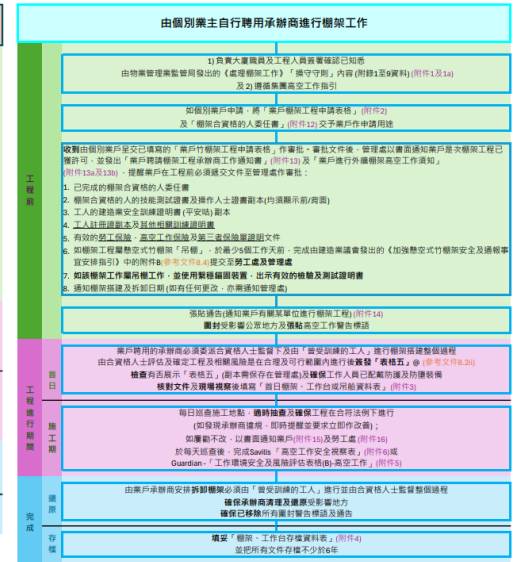 由個別業主自行聘用承辦商進行棚架工作
工程前
1) 負責大廈職員及工程人員簽署確認已知悉
由物業管理業監管局發出的《處理棚架工作》「操守守則」內容 (附錄1至9資料) (附件1及1a)
及 2) 遵循集團高空工作指引
如個別業戶申請，將「業戶棚架工程申請表格」(附件2)
及「棚架合資格的人委任書」(附件12) 交予業戶作申請用途
收到由個別業戶呈交已填寫的「業戶竹棚架工程申請表格」作審批。審批文件後，管理處以書面通知業戶是次棚架工程已
獲許可，並發出「業戶聘請棚架工程承辦商工作通知書」(附件13) 及「業戶進行外牆棚架高空工作須知」
(附件13a及13b) ，提醒業戶在工程前必須遞交文件至管理處作審批：
1. 已完成的棚架合資格的人委任書
2. 棚架合資格的人的技能測試證書及操作人士證書副本(均須顯示前/背面)
3. 工人的建造業安全訓練證明書 (平安咭) 副本
4. 工人註冊證副本及其他相關訓練證明書
5. 有效的勞工保險，高空工作保險及第三者保險單證明文件
6. 如棚架工程屬懸空式竹棚架「吊棚」，於最少5個工作天前，完成由建造業議會發出的《加強懸空式竹棚架安全及通報事
宜安排指引》中的附件B(參考文件8.4)提交至勞工處及管理處
7. 如該棚架工作屬吊棚工作，並使用繫穩錨固裝置，出示有效的檢驗及測試證明書
8. 通知棚架搭建及拆卸日期 (如有任何更改，亦需通知管理處)
張貼通告(通知業戶有關某單位進行棚架工程) (附件14)
圍封受影響公眾地方及張貼高空工作警告標語
工程進行期間
首日
業戶聘用的承辦商必須委派合資格人士監督下及由「曾受訓練的工人」進行棚架搭建整個過程
由合資格人士評估及確定工程及相關風險是在合理及可行範圍內進行後簽發「表格五」@ (參考文件8.2ii)
檢查有否展示「表格五」(副本需保存在管理處)及確保工作人員已配戴防護及防墮裝備
核對文件及現場視察後填寫「首日棚架、工作台或吊船資料表」(附件3)
施工期
每日巡查施工地點，適時抽查及確保工程在合符法例下進行
(如發現承辦商違規，即時提醒並要求立即作改善)；
如屢勸不改，以書面通知業戶(附件15)及勞工處 (附件16)
於每天巡查後，完成Savills 「高空工作安全視察表」(附件6)或
Guardian -「工作環境安全及風險評估表格(B)-高空工作」(附件5)
完成
還原
由業戶承辦商安排拆卸棚架必須由「曾受訓練的工人」進行並由合資格人士監督整個過程
確保承辦商清理及還原受影響地方
確保已移除所有圍封警告標語及通告
存檔
填妥「棚架、工作台存檔資料表」(附件4)
並把所有文件存檔不少於6年